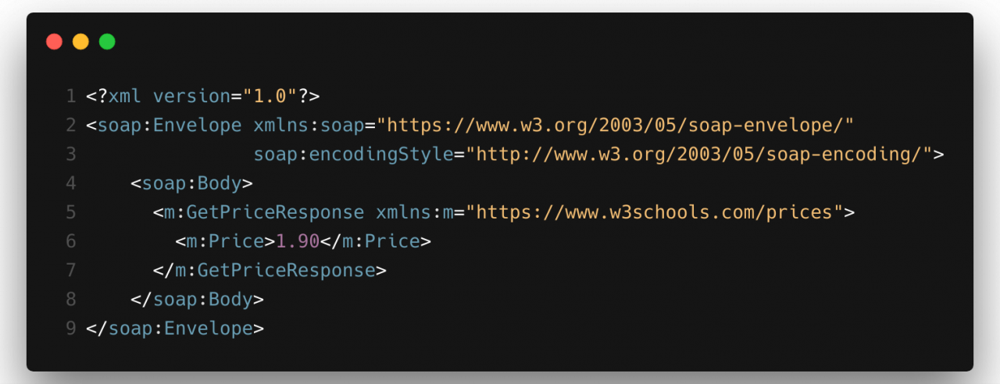 1 <?xml version="1.0"?>
2 <soap:Envelope xmlns:soap="https://www.w3.org/2003/05/soap-envelope/"
3                soap:encodingStyle="http://www.w3.org/2003/05/soap-encoding/">
4     <soap:Body>
5       <m:GetPriceResponse xmlns:m="https://www.w3schools.com/prices">
6         <m:Price>1.90</m:Price>
7       </m:GetPriceResponse>
8     </soap:Body>
9 </soap:Envelope>